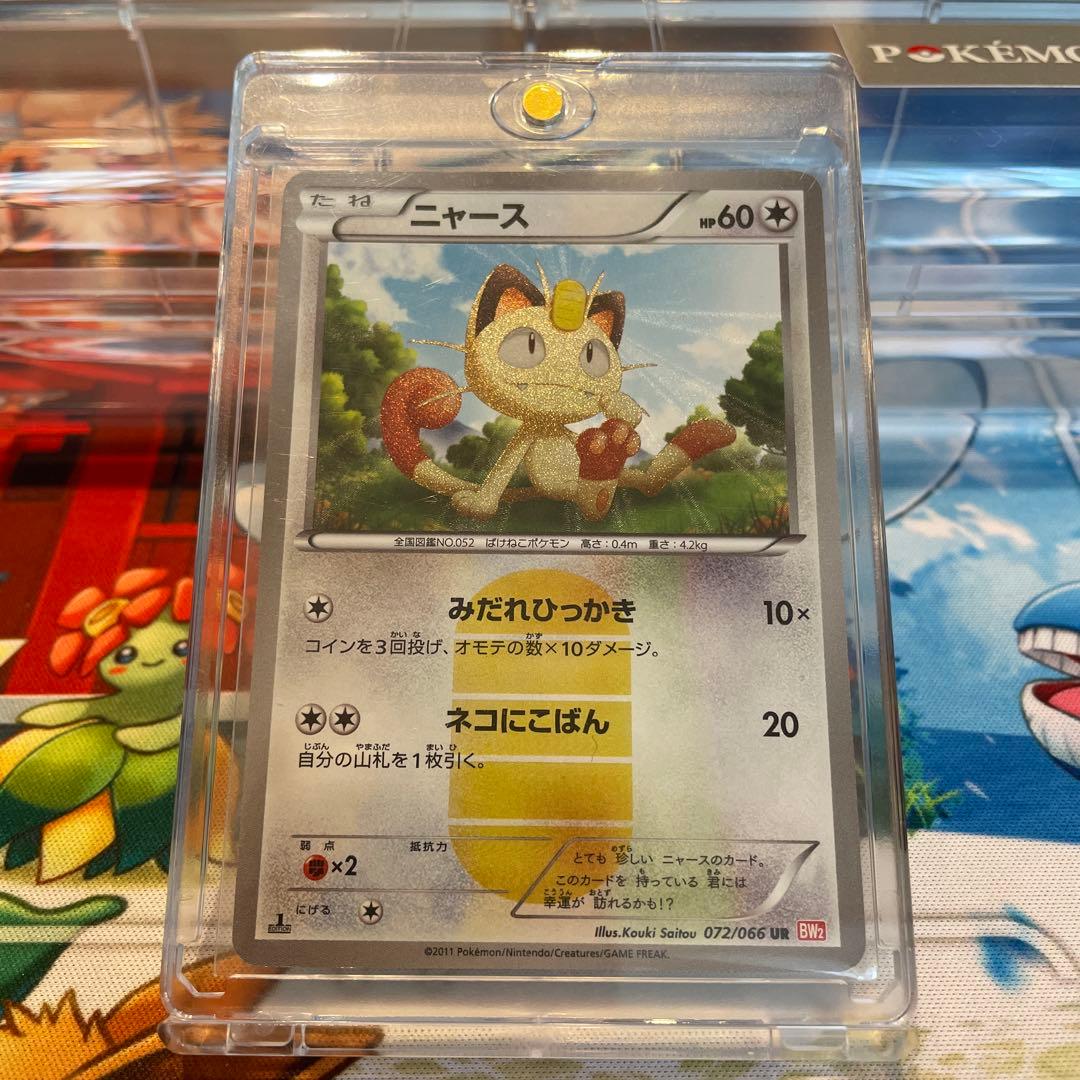 POKÉMO
たね ニャース HP60
全国図鑑NO.052 ばけねこポケモン 高さ：0.4m 重さ：4.2kg
みだれひっかき 10×
コインを3回投げ、オモテの数×10ダメージ。
ネコにこばん 20
自分の山札を1枚引く。
弱点 ×2 抵抗力
にげる
とても 珍しい ニャースのカード。
このカードを 持っている 君には
幸運が 訪れるかも!?
1 EDITION
Illus.Kouki Saitou 072/066 UR BW2
©2011 Pokémon/Nintendo/Creatures/GAME FREAK.